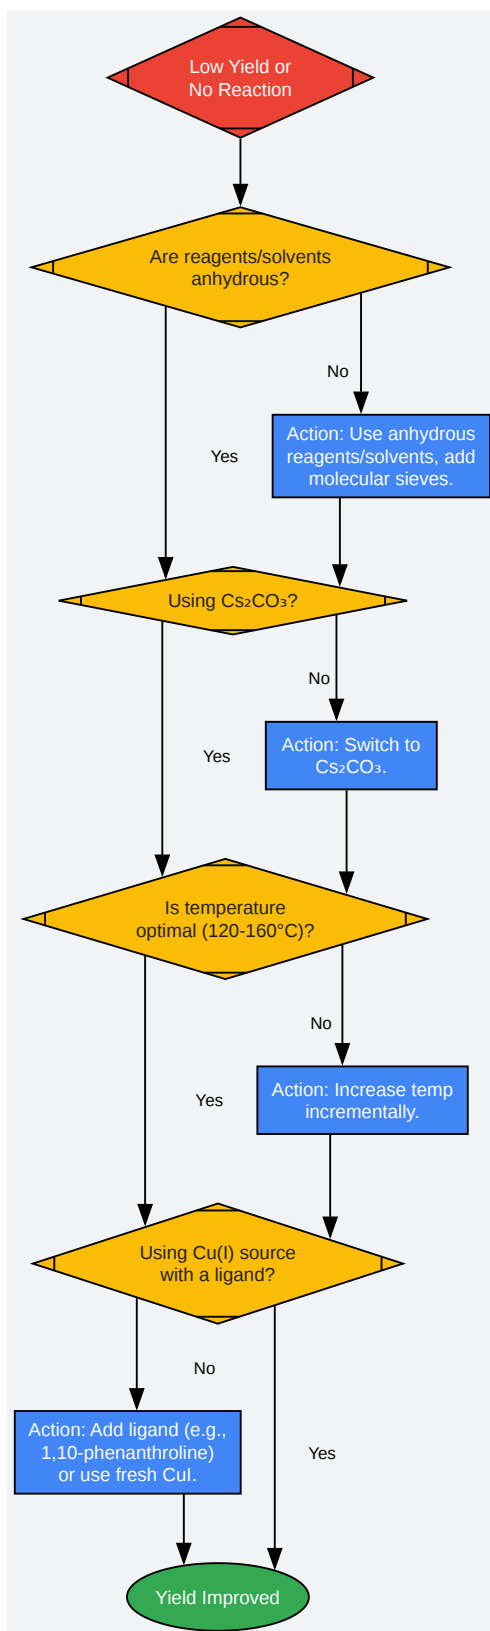 Low Yield or
No Reaction
Are reagents/solvents
anhydrous?
No
Action: Use anhydrous
reagents/solvents, add
molecular sieves.
Yes
Using Cs₂CO₃?
No
Action: Switch to
Cs₂CO₃.
Yes
Is temperature
optimal (120-160°C)?
No
Action: Increase temp
incrementally.
Yes
Using Cu(I) source
with a ligand?
No
Action: Add ligand (e.g.,
1,10-phenanthroline)
or use fresh CuI.
Yes
Yield Improved